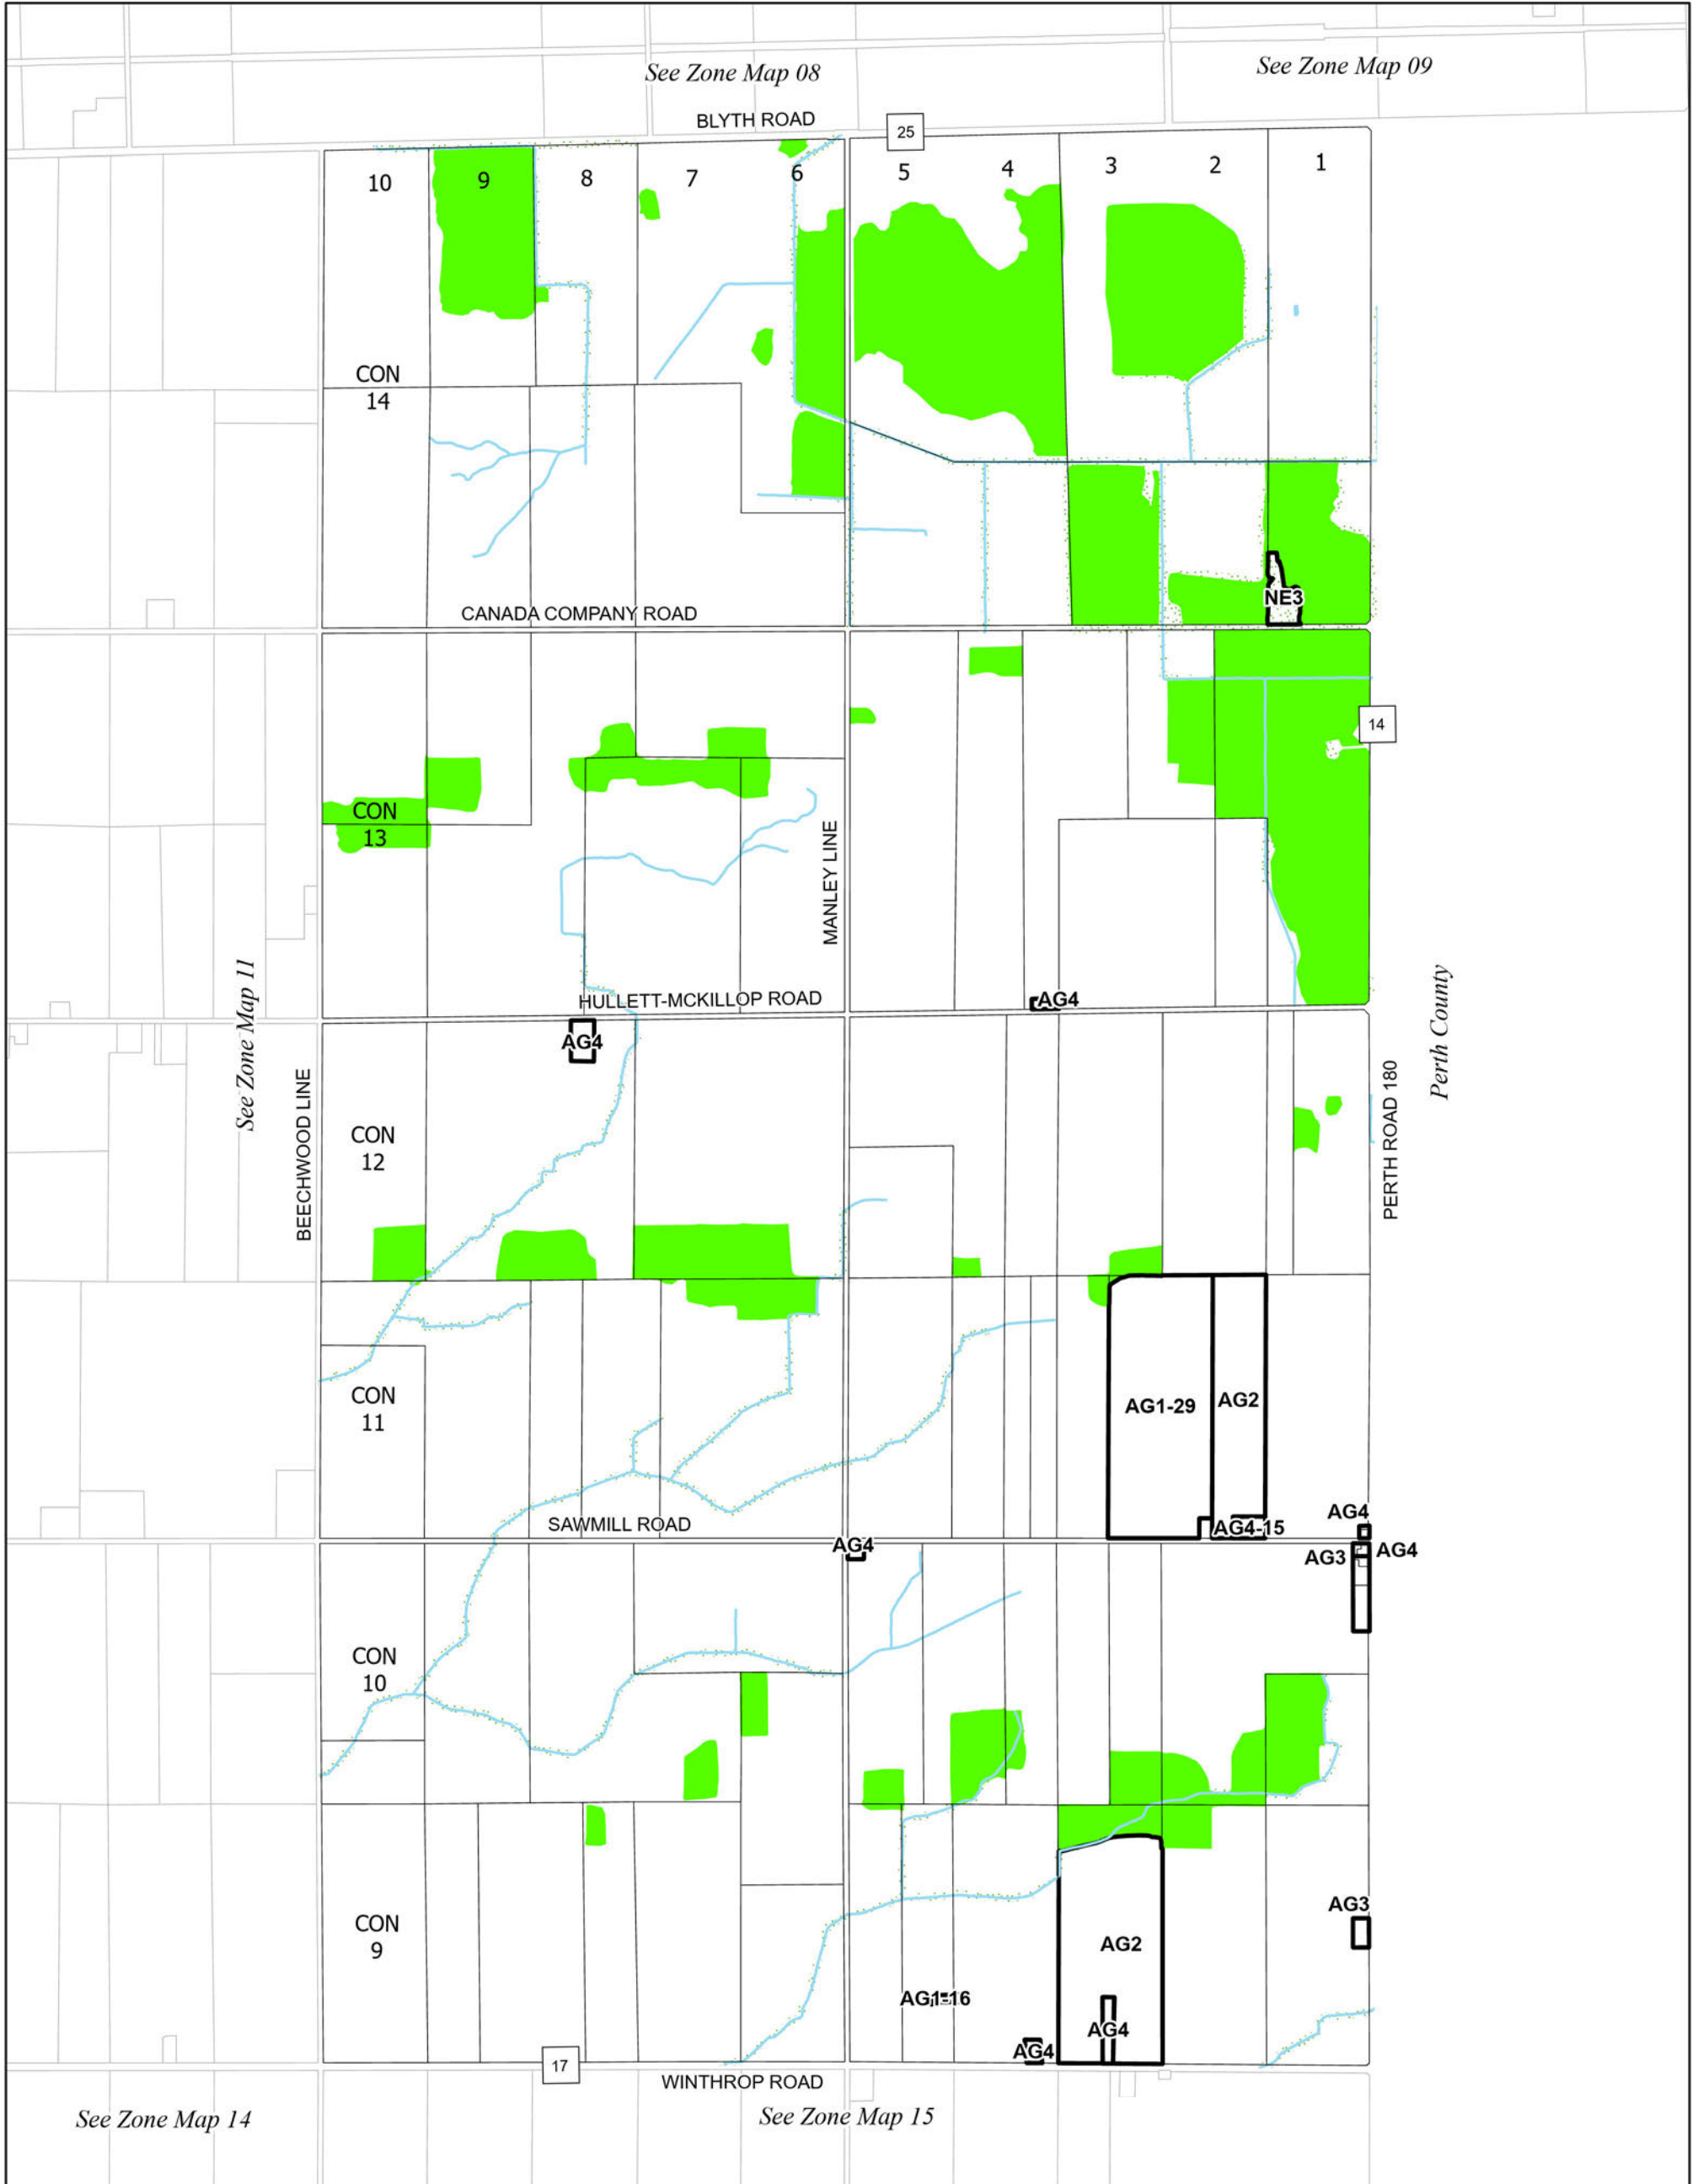 See Zone Map 08
See Zone Map 09
BLYTH ROAD
25
10
9
8
7
6
5
4
3
2
1
CON
14
NE3
CANADA COMPANY ROAD
14
CON
13
MANLEY LINE
See Zone Map 11
Perth County
HULLETT-MCKILLOP ROAD
AG4
AG4
BEECHWOOD LINE
PERTH ROAD 180
CON
12
CON
11
AG1-29
AG2
AG4
SAWMILL ROAD
AG4-15
AG4
AG3
AG4
CON
10
AG3
CON
9
AG2
AG1-16
AG4
AG4
17
WINTHROP ROAD
See Zone Map 14
See Zone Map 15